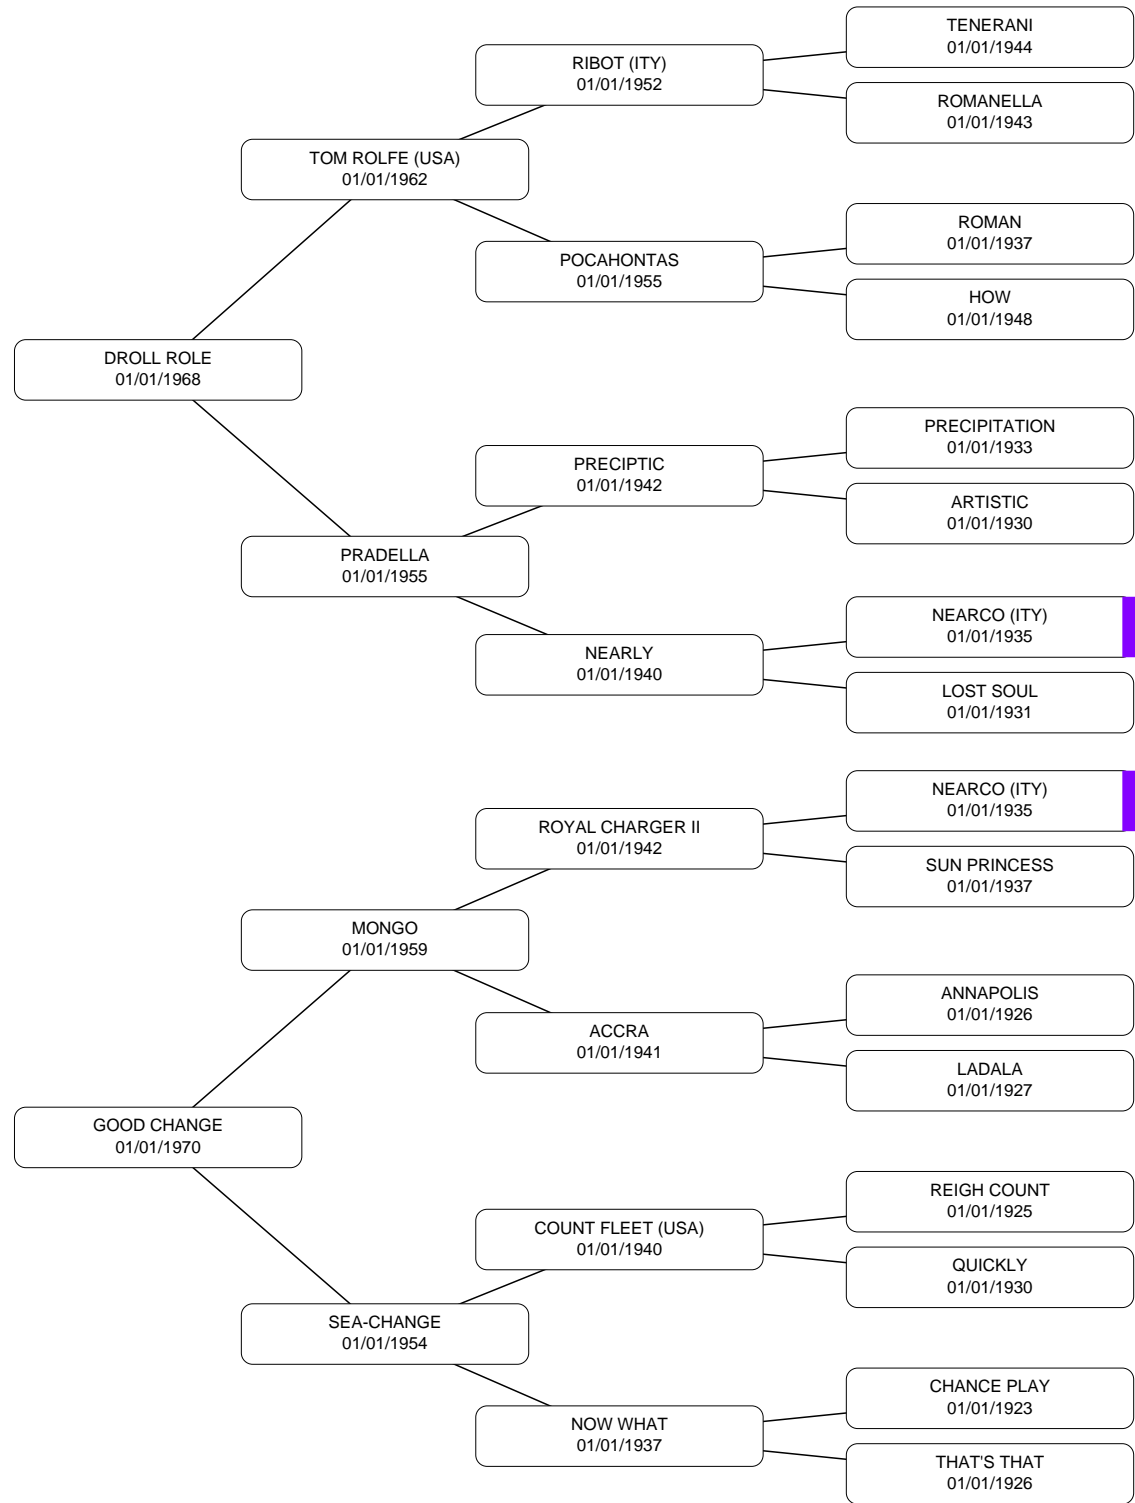 TENERANI
01/01/1944
RIBOT (ITY)
01/01/1952
ROMANELLA
01/01/1943
TOM ROLFE (USA)
01/01/1962
ROMAN
01/01/1937
POCAHONTAS
01/01/1955
HOW
01/01/1948
DROLL ROLE
01/01/1968
PRECIPITATION
01/01/1933
PRECIPTIC
01/01/1942
ARTISTIC
01/01/1930
PRADELLA
01/01/1955
NEARCO (ITY)
01/01/1935
NEARLY
01/01/1940
LOST SOUL
01/01/1931
NEARCO (ITY)
01/01/1935
ROYAL CHARGER II
01/01/1942
SUN PRINCESS
01/01/1937
MONGO
01/01/1959
ANNAPOLIS
01/01/1926
ACCRA
01/01/1941
LADALA
01/01/1927
GOOD CHANGE
01/01/1970
REIGH COUNT
01/01/1925
COUNT FLEET (USA)
01/01/1940
QUICKLY
01/01/1930
SEA-CHANGE
01/01/1954
CHANCE PLAY
01/01/1923
NOW WHAT
01/01/1937
THAT'S THAT
01/01/1926